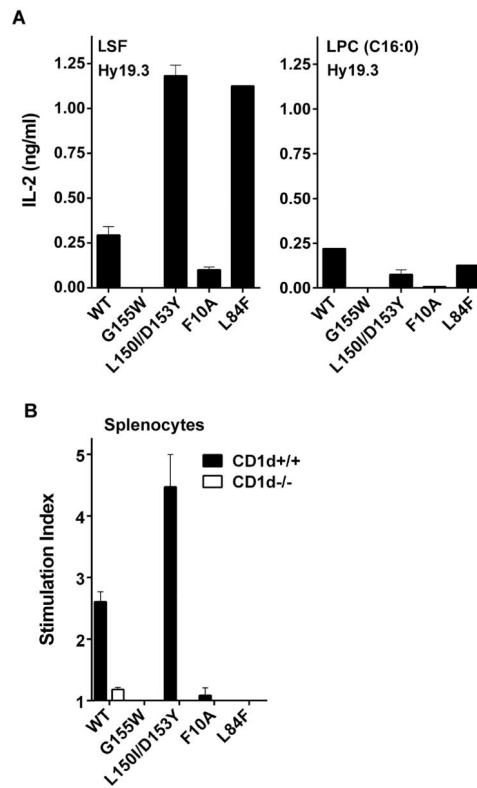 A
LSF
Hy19.3
LPC (C16:0)
Hy19.3
IL-2 (ng/ml)
1.25
1.00
0.75
0.50
0.25
0.00
1.25
1.00
0.75
0.50
0.25
0.00
WT
G155W
L150I/D153Y
F10A
L84F
WT
G155W
L150I/D153Y
F10A
L84F
B
Splenocytes
CD1d+/+
CD1d-/-
Stimulation Index
5
4
3
2
1
WT
G155W
L150I/D153Y
F10A
L84F